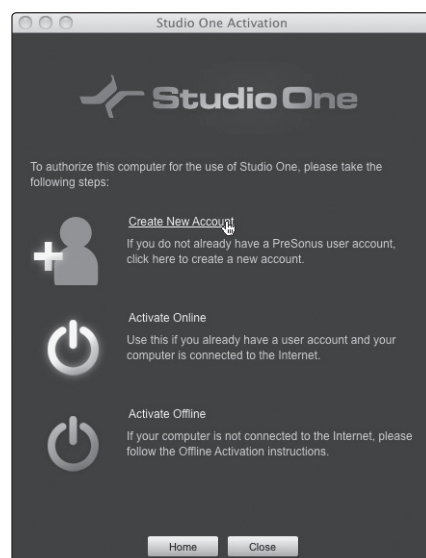 Studio One Activation
Studio One
To authorize this computer for the use of Studio One, please take the
following steps:
Create New Account
If you do not already have a PreSonus user account,
click here to create a new account.
Activate Online
Use this if you already have a user account and your
computer is connected to the Internet.
Activate Offline
If your computer is not connected to the Internet, please
follow the Offline Activation instructions.
Home Close